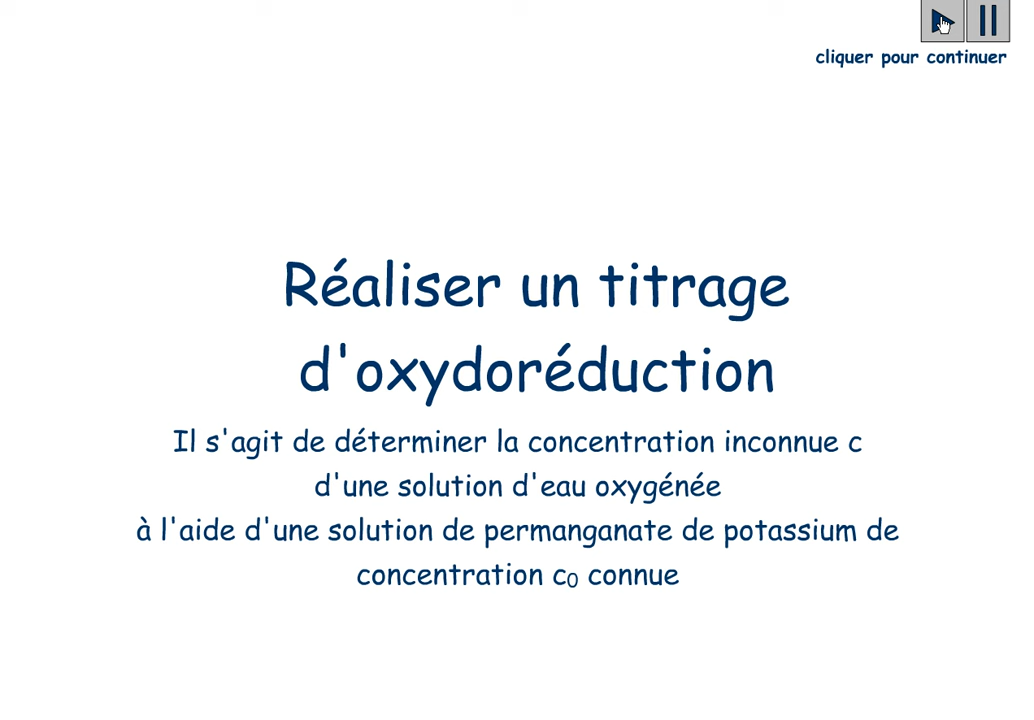 cliquer pour continuer
Réaliser un titrage
d'oxydoréduction
Il s'agit de déterminer la concentration inconnue c
d'une solution d'eau oxygénée
à l'aide d'une solution de permanganate de potassium de
concentration c₀ connue